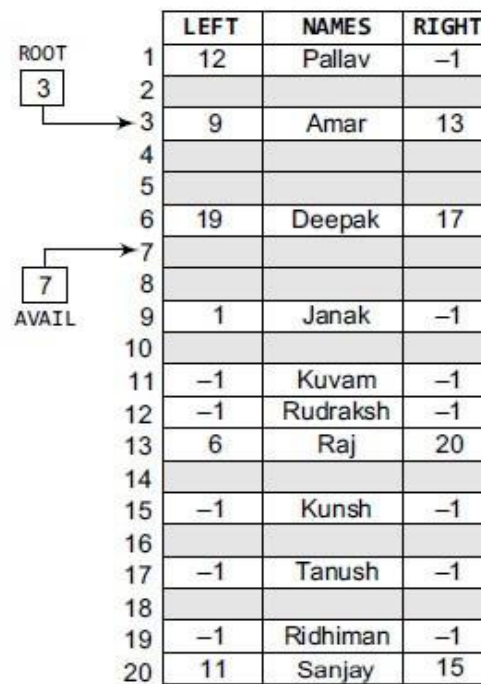 LEFT NAMES RIGHT
ROOT
3
1 12 Pallav –1
2
3 9 Amar 13
4
5
6 19 Deepak 17
7
7
AVAIL
8
9 1 Janak –1
10
11 –1 Kuvam –1
12 –1 Rudraksh –1
13 6 Raj 20
14
15 –1 Kunsh –1
16
17 –1 Tanush –1
18
19 –1 Ridhiman –1
20 11 Sanjay 15